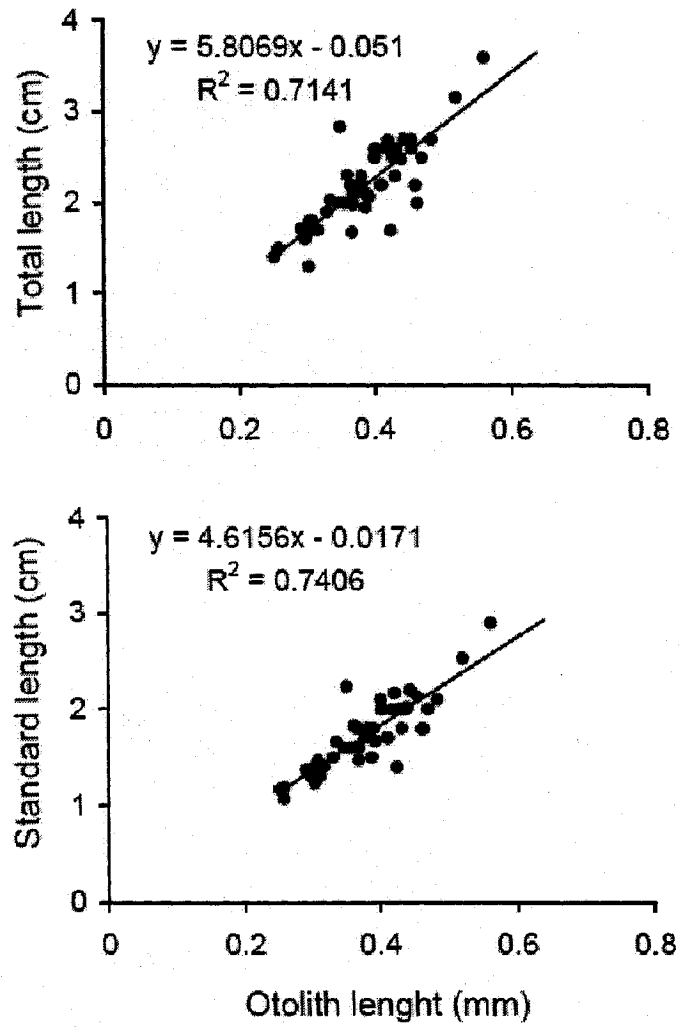 y = 5.8069x - 0.051
R² = 0.7141
Total length (cm)
4
3
2
1
0
0 0.2 0.4 0.6 0.8
y = 4.6156x - 0.0171
R² = 0.7406
Standard length (cm)
4
3
2
1
0
0 0.2 0.4 0.6 0.8
Otolith lenght (mm)